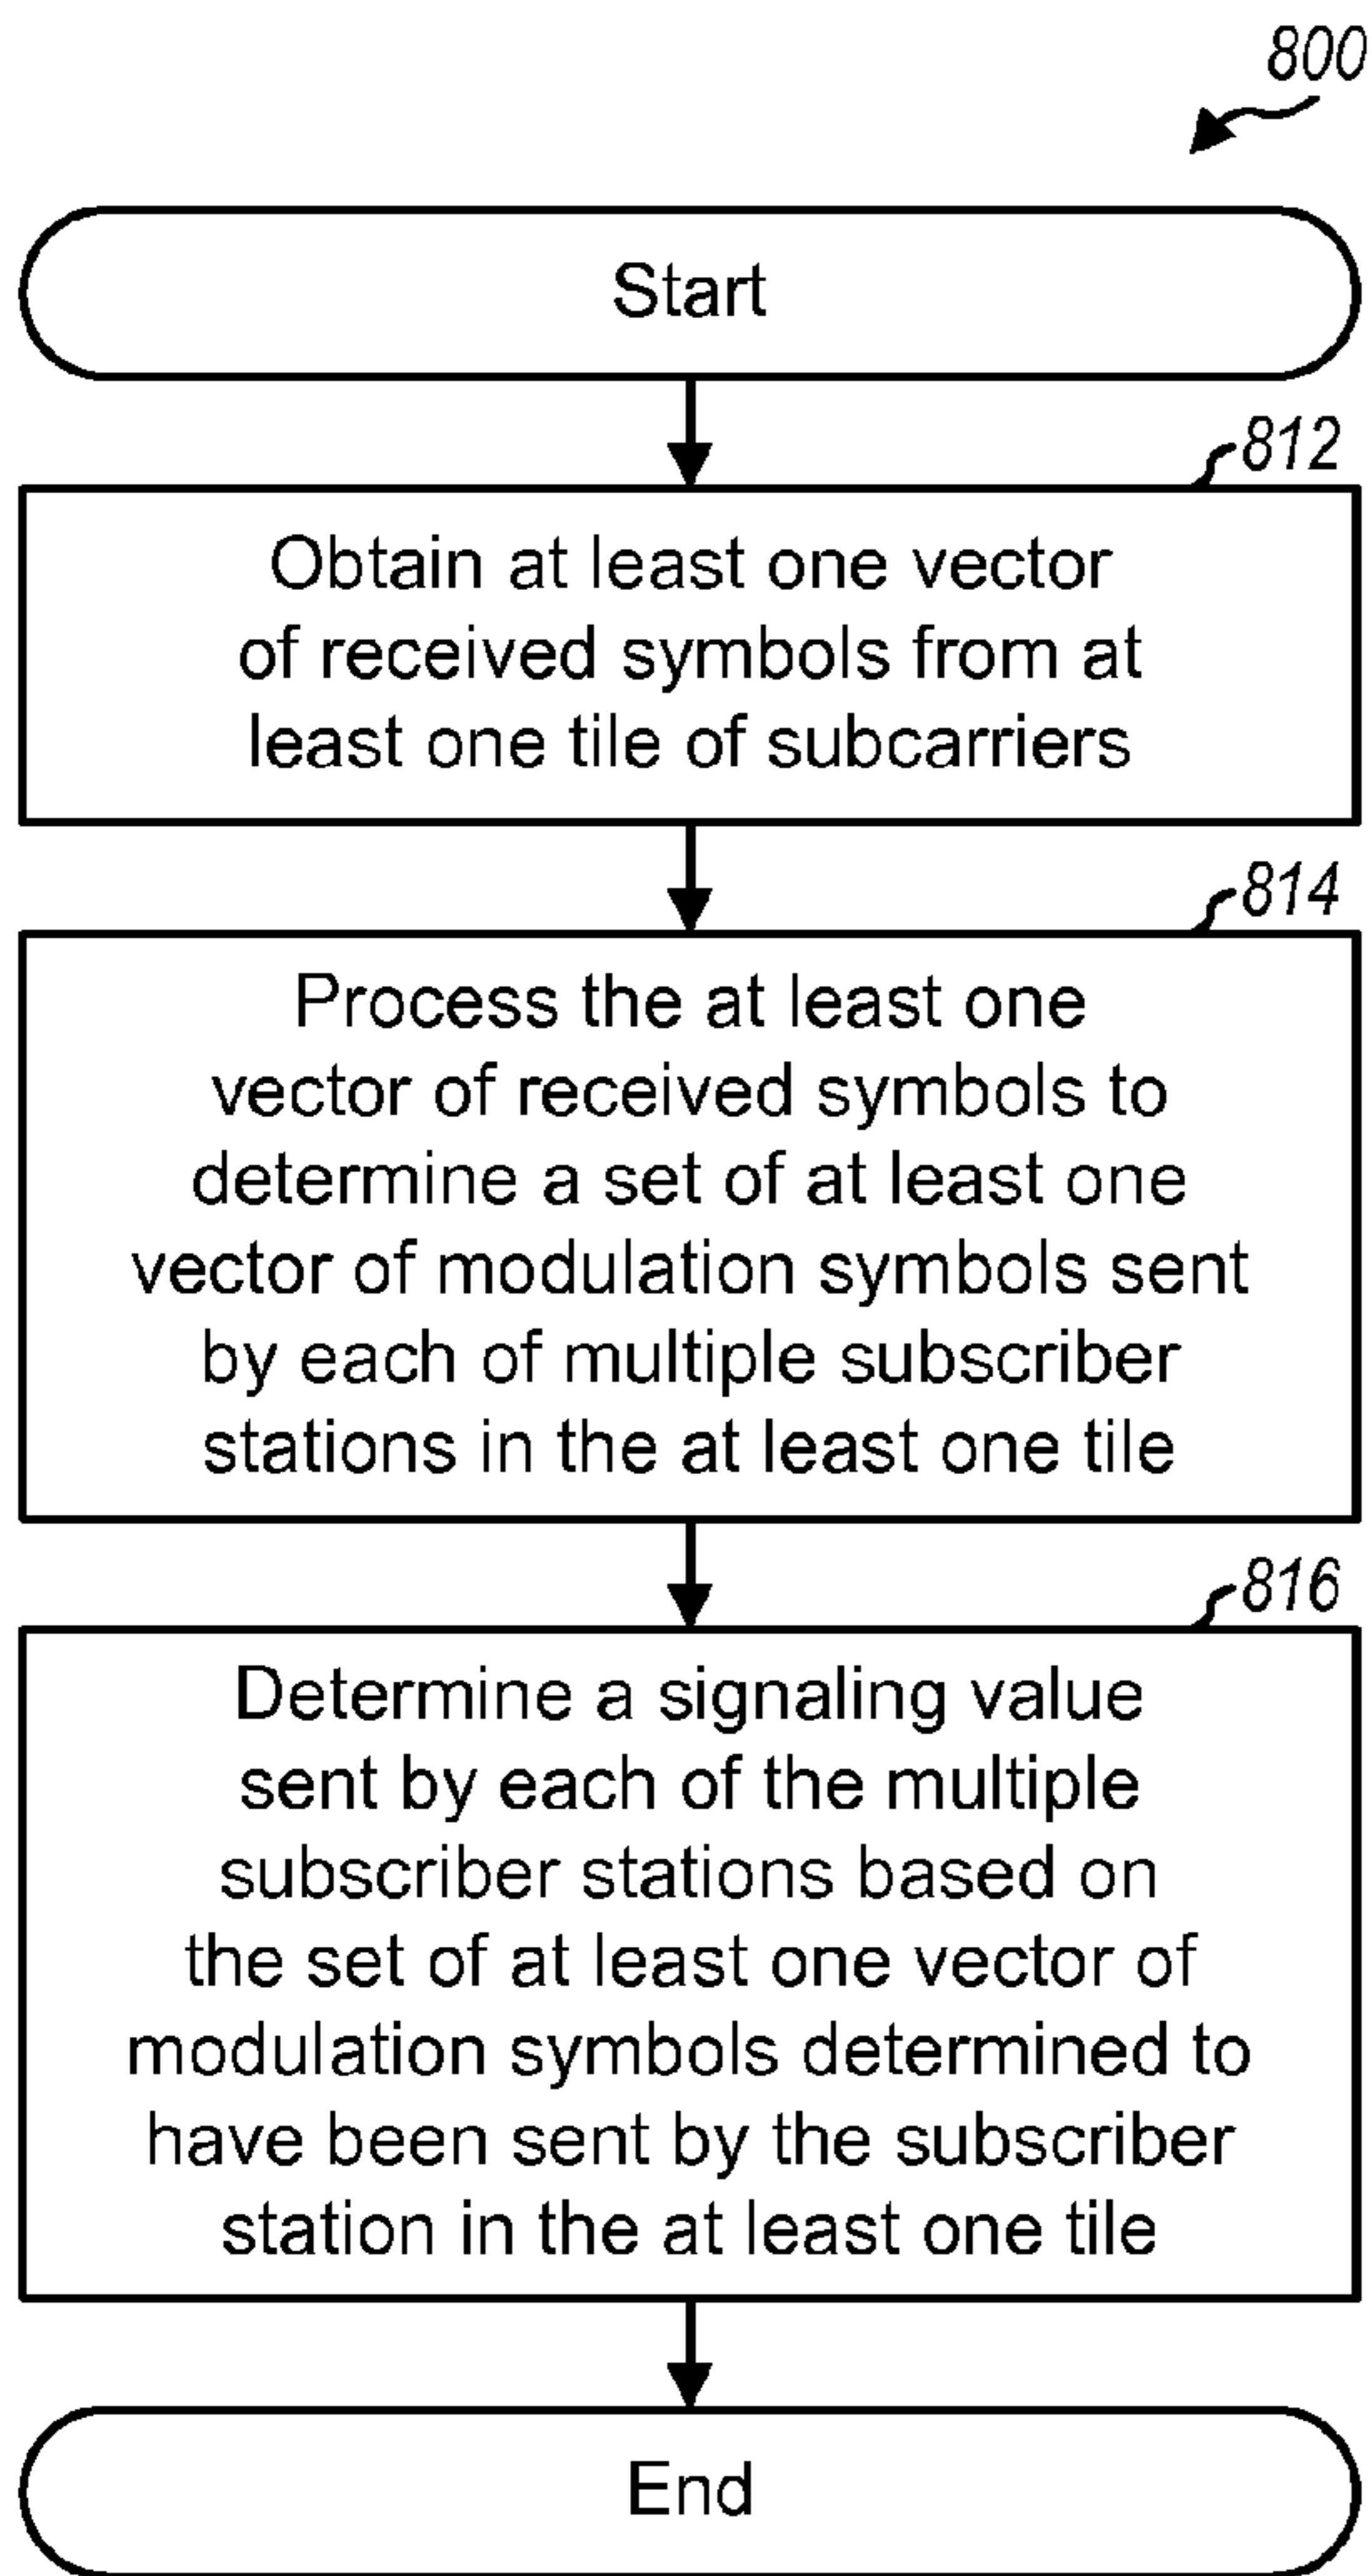 800
Start
812
Obtain at least one vector
of received symbols from at
least one tile of subcarriers
814
Process the at least one
vector of received symbols to
determine a set of at least one
vector of modulation symbols sent
by each of multiple subscriber
stations in the at least one tile
816
Determine a signaling value
sent by each of the multiple
subscriber stations based on
the set of at least one vector of
modulation symbols determined to
have been sent by the subscriber
station in the at least one tile
End